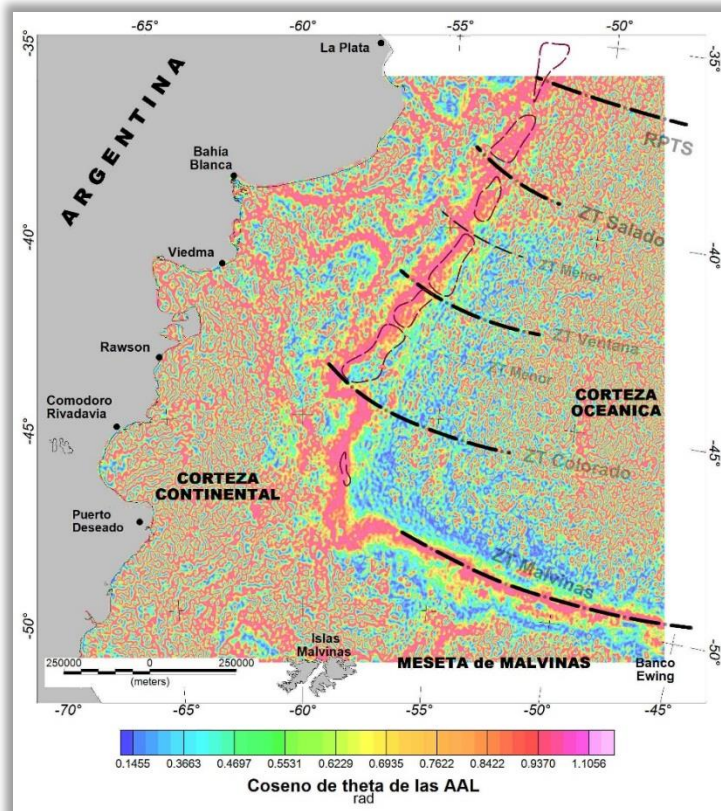 -65° -60° -55° -50°
-35°
La Plata
-35°
RPTS
ARGENTINA
Bahía
Blanca
ZT Salado
-40°
Viedma
ZT Menor
-40°
ZT Ventana
Rawson
ZT Menor
CORTEZA
OCEANICA
Comodoro
Rivadavia
-45°
ZT Colorado
-45°
CORTEZA
CONTINENTAL
Puerto
Deseado
ZT Malvinas
-50°
Islas
Malvinas
-50°
250000 0 250000
(meters)
MESETA de MALVINAS
Banco
Ewing
-70° -65° -60° -55° -50° -45°
0.1455 0.3663 0.4697 0.5531 0.6229 0.6935 0.7622 0.8422 0.9370 1.1056
Coseno de theta de las AAL
rad